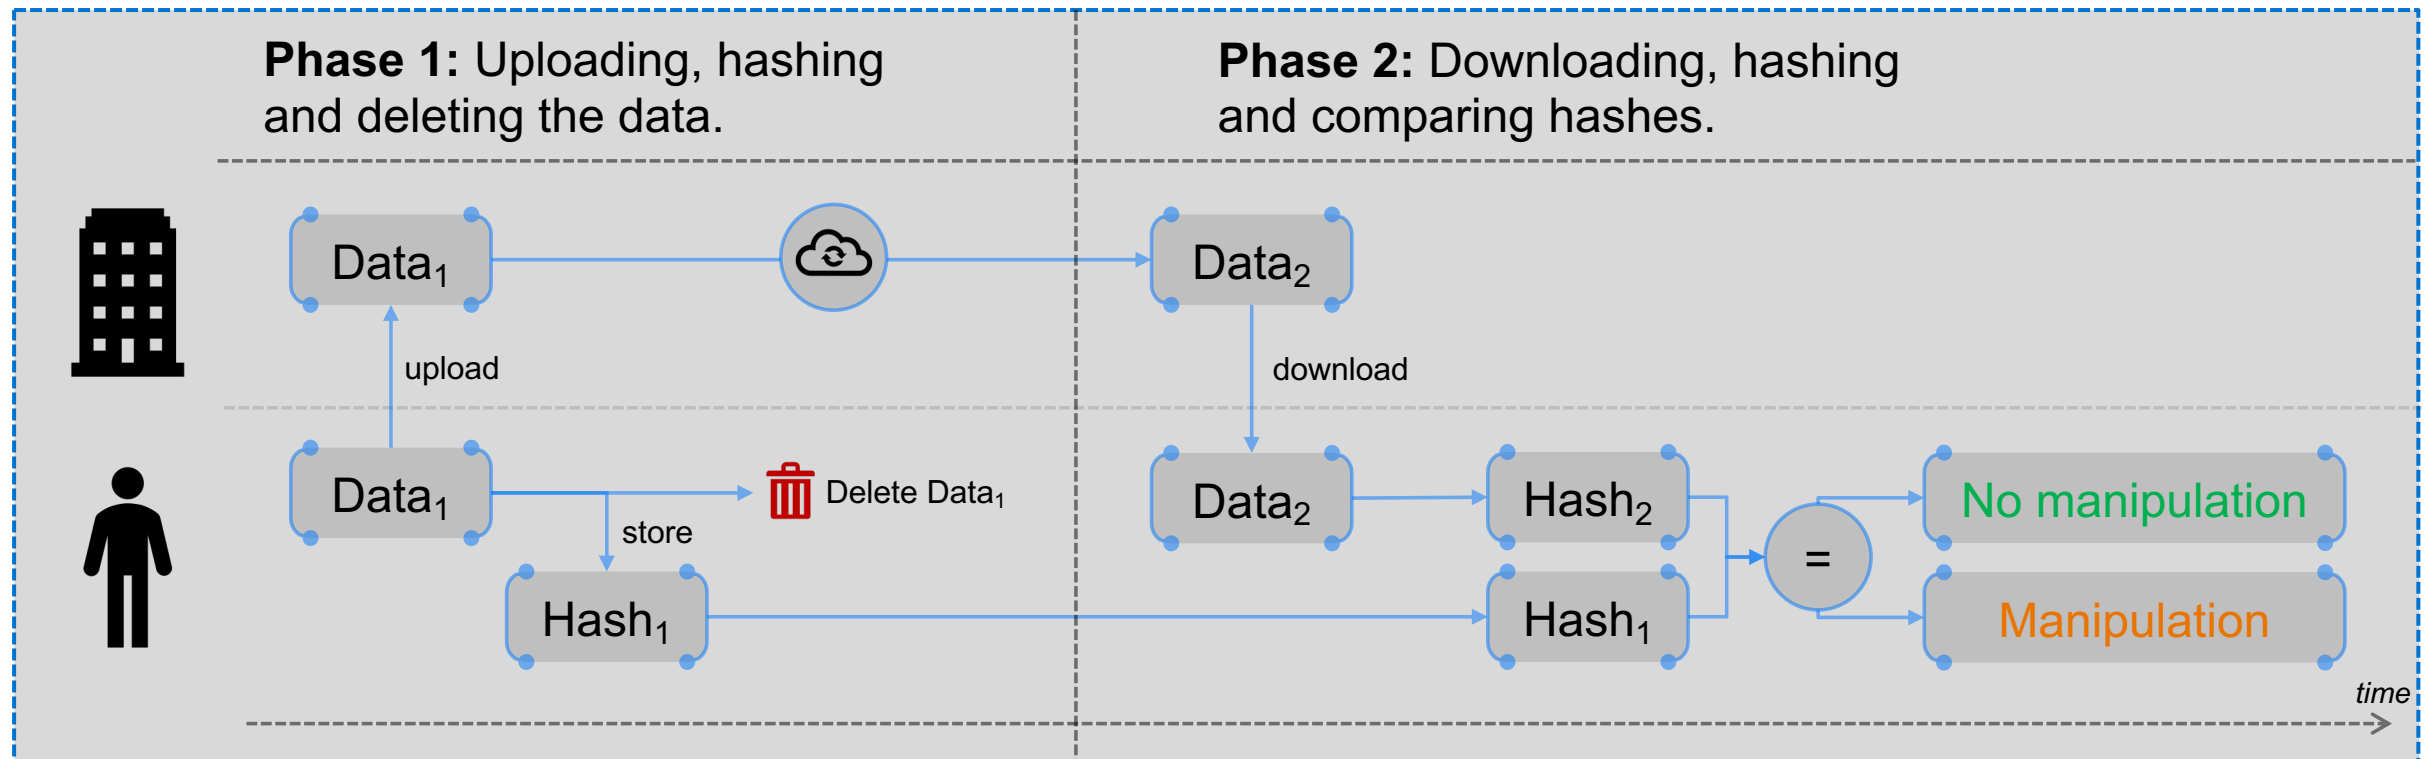 Phase 1: Uploading, hashing
and deleting the data.
Phase 2: Downloading, hashing
and comparing hashes.
Data₁
Data₂
upload
download
Data₁
Delete Data₁
store
Hash₁
Data₂
Hash₂
Hash₁
=
No manipulation
Manipulation
time